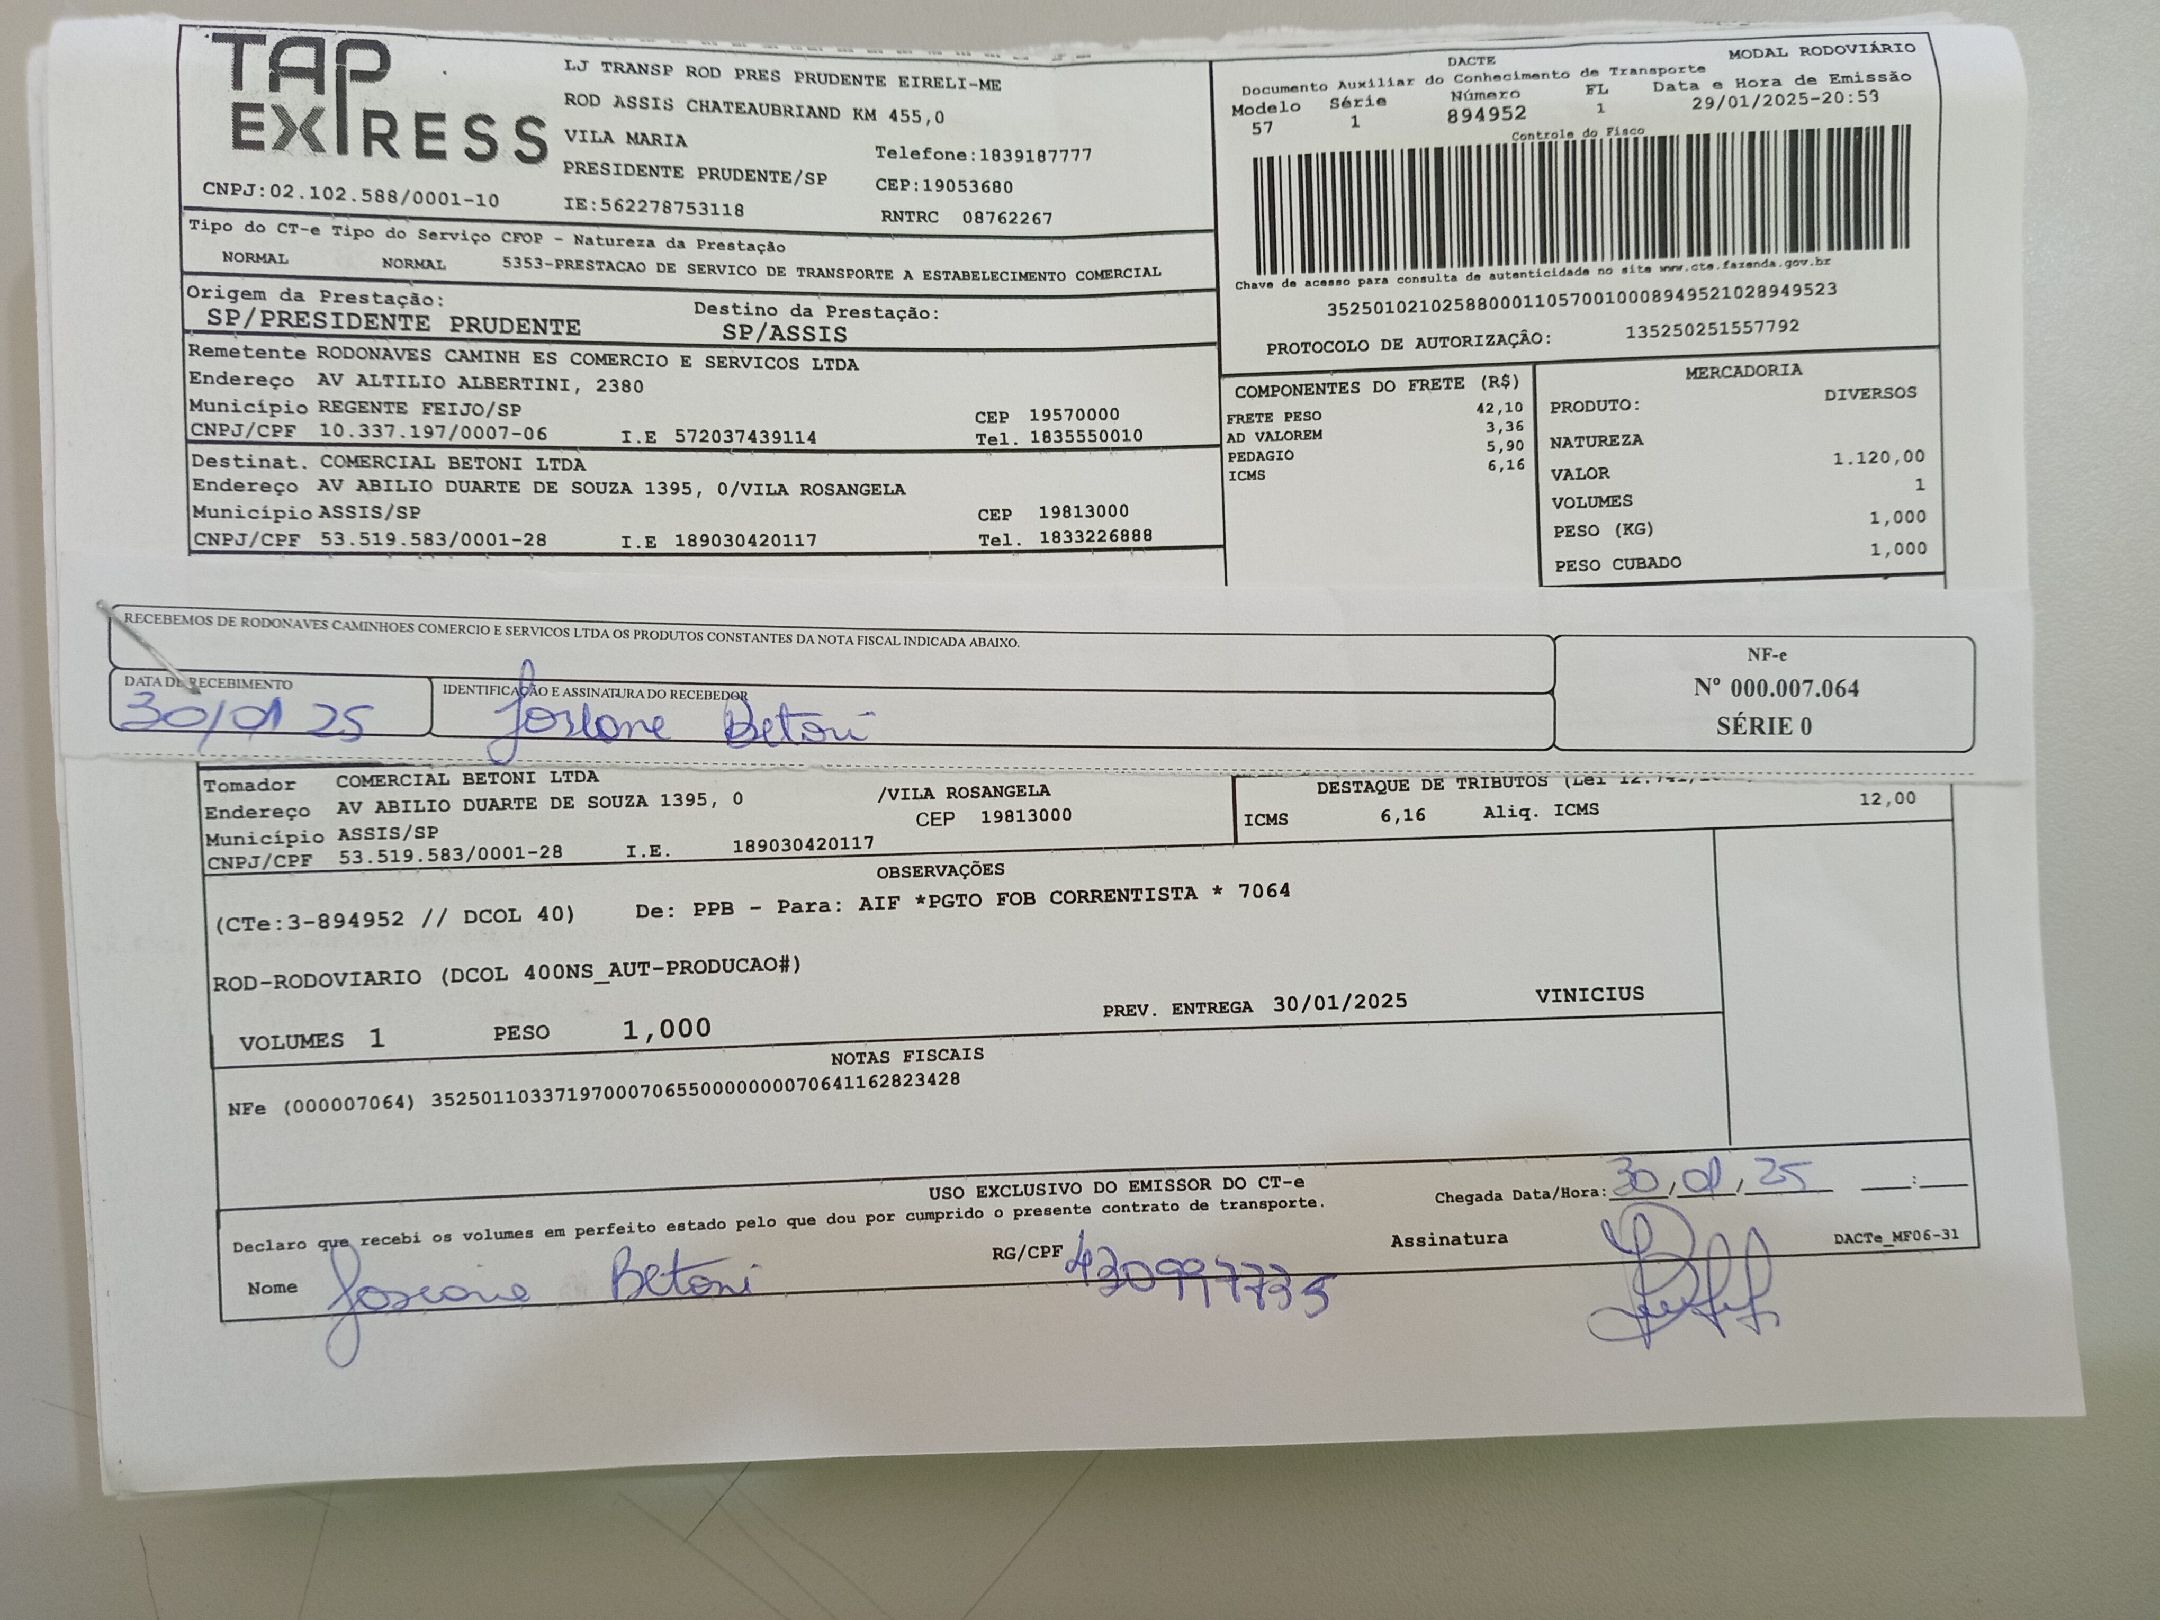 TAP EXPRESS
LJ TRANSP ROD PRES PRUDENTE EIRELI-ME
ROD ASSIS CHATEAUBRIAND KM 455,0
VILA MARIA
Telefone:1839187777
PRESIDENTE PRUDENTE/SP
CEP:19053680
CNPJ:02.102.588/0001-10
IE:562278753118
RNTRC 08762267
DACTE
MODAL RODOVIÁRIO
Documento Auxiliar do Conhecimento de Transporte
Modelo Série Número FL Data e Hora de Emissão
57 1 894952 1 29/01/2025-20:53
Controle do Fisco
Chave de acesso para consulta de autenticidade no site www.cte.fazenda.gov.br
35250102102588000110570010008949521028949523
PROTOCOLO DE AUTORIZAÇÃO: 135250251557792
Tipo do CT-e Tipo do Serviço CFOP - Natureza da Prestação
NORMAL NORMAL 5353-PRESTACAO DE SERVICO DE TRANSPORTE A ESTABELECIMENTO COMERCIAL
Origem da Prestação: Destino da Prestação:
SP/PRESIDENTE PRUDENTE SP/ASSIS
Remetente RODONAVES CAMINH ES COMERCIO E SERVICOS LTDA
Endereço AV ALTILIO ALBERTINI, 2380
Município REGENTE FEIJO/SP CEP 19570000
CNPJ/CPF 10.337.197/0007-06 I.E 572037439114 Tel. 1835550010
Destinat. COMERCIAL BETONI LTDA
Endereço AV ABILIO DUARTE DE SOUZA 1395, 0/VILA ROSANGELA
Município ASSIS/SP CEP 19813000
CNPJ/CPF 53.519.583/0001-28 I.E 189030420117 Tel. 1833226888
COMPONENTES DO FRETE (R$)
FRETE PESO 42,10
AD VALOREM 3,36
PEDAGIO 5,90
ICMS 6,16
MERCADORIA
PRODUTO: DIVERSOS
NATUREZA
VALOR 1.120,00
VOLUMES 1
PESO (KG) 1,000
PESO CUBADO 1,000
RECEBEMOS DE RODONAVES CAMINHOES COMERCIO E SERVICOS LTDA OS PRODUTOS CONSTANTES DA NOTA FISCAL INDICADA ABAIXO.
DATA DE RECEBIMENTO
30/01 25
IDENTIFICAÇÃO E ASSINATURA DO RECEBEDOR
Josiane Betoni
NF-e
Nº 000.007.064
SÉRIE 0
Tomador COMERCIAL BETONI LTDA
Endereço AV ABILIO DUARTE DE SOUZA 1395, 0 /VILA ROSANGELA
Município ASSIS/SP CEP 19813000
CNPJ/CPF 53.519.583/0001-28 I.E. 189030420117
DESTAQUE DE TRIBUTOS (Lei
ICMS 6,16 Aliq. ICMS 12,00
OBSERVAÇÕES
(CTe:3-894952 // DCOL 40) De: PPB - Para: AIF *PGTO FOB CORRENTISTA * 7064
ROD-RODOVIARIO (DCOL 400NS_AUT-PRODUCAO#)
VOLUMES 1 PESO 1,000 PREV. ENTREGA 30/01/2025 VINICIUS
NOTAS FISCAIS
NFe (000007064) 35250110337197000706550000000070641162823428
USO EXCLUSIVO DO EMISSOR DO CT-e
Declaro que recebi os volumes em perfeito estado pelo que dou por cumprido o presente contrato de transporte.
Chegada Data/Hora: 30/01/25 __:__
Nome Josiane Betoni RG/CPF 430997735 Assinatura
DACTe_MF06-31